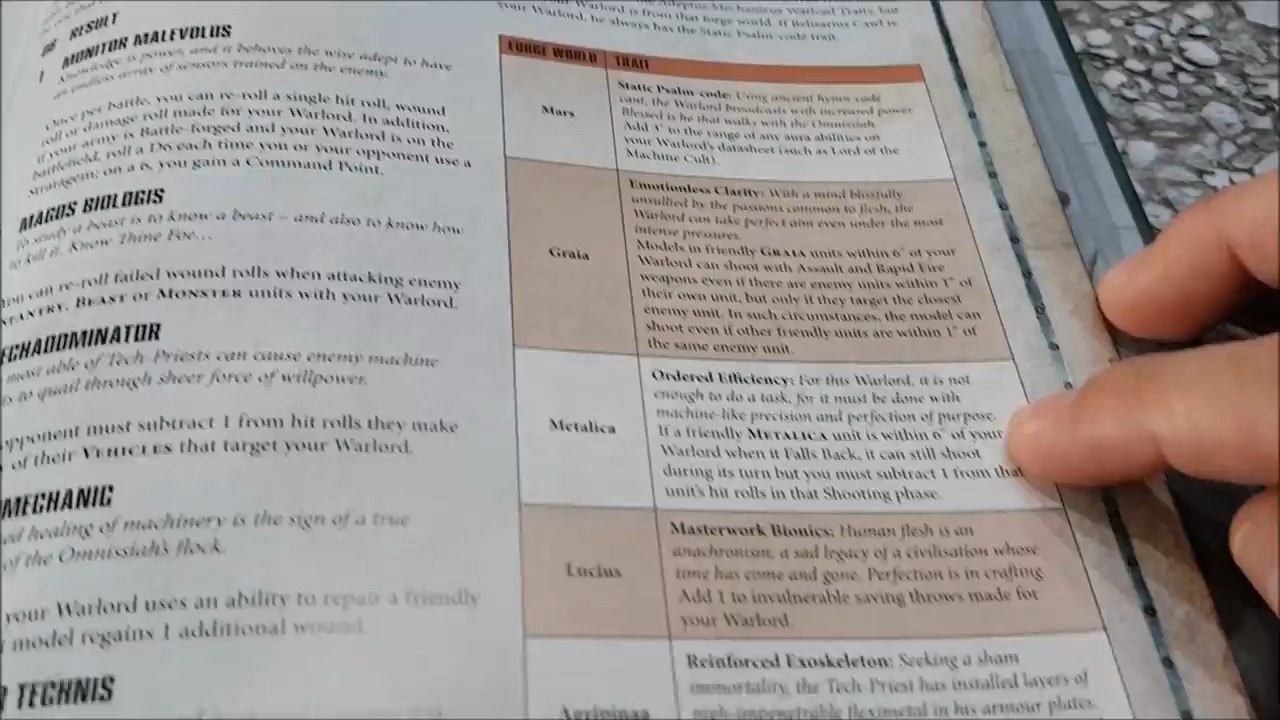 D6 RESULT
1 MONITOR MALEVOLUS
Knowledge is power, and it behoves the wise adept to have
an endless array of sensors trained on the enemy.
Once per battle, you can re-roll a single hit roll, wound
roll or damage roll made for your Warlord. In addition,
if your army is Battle-forged and your Warlord is on the
battlefield, roll a D6 each time you or your opponent use a
Stratagem; on a 6, you gain a Command Point.
MAGOS BIOLOGIS
To study a beast is to know a beast – and also to know how
to kill it. Know Thine Foe...
You can re-roll failed wound rolls when attacking enemy
BEAST OR MONSTER units with your Warlord.
most able of Tech-Priests can cause enemy machine
to quail through sheer force of willpower.
opponent must subtract 1 from hit rolls they make
of their VEHICLES that target your Warlord.
healing of machinery is the sign of a true
of the Omnissiah's flock.
your Warlord uses an ability to repair a friendly
model regains 1 additional wound.
TECHNIS
Adeptus Mechanicus Warlord Traits, but
your Warlord is from that forge world. If Belisarius Cawl is
your Warlord, he always has the Static Psalm-code trait.
FORGE WORLD TRAIT
Mars
Static Psalm-code: Using ancient hymn code
cant, the Warlord broadcasts with increased power.
Blessed is he that walks with the Omnissiah.
Add 3" to the range of any aura abilities on
your Warlord's datasheet (such as Lord of the
Machine Cult).
Graia
Emotionless Clarity: With a mind blissfully
unsullied by the passions common to flesh, the
Warlord can take perfect aim even under the most
intense pressures.
Models in friendly GRAIA units within 6" of your
Warlord can shoot with Assault and Rapid Fire
weapons even if there are enemy units within 1" of
their own unit, but only if they target the closest
enemy unit. In such circumstances, the model can
shoot even if other friendly units are within 1" of
the same enemy unit.
Metalica
Ordered Efficiency: For this Warlord, it is not
enough to do a task, for it must be done with
machine-like precision and perfection of purpose.
If a friendly METALICA unit is within 6" of your
Warlord when it Falls Back, it can still shoot
during its turn but you must subtract 1 from that
unit's hit rolls in that Shooting phase.
Lucius
Masterwork Bionics: Human flesh is an
anachronism, a sad legacy of a civilisation whose
time has come and gone. Perfection is in crafting.
Add 1 to invulnerable saving throws made for
your Warlord.
Agripinaa
Reinforced Exoskeleton: Seeking a sham
immortality, the Tech-Priest has installed layers of
nigh-impenetrable fleximetal in his armour plates.